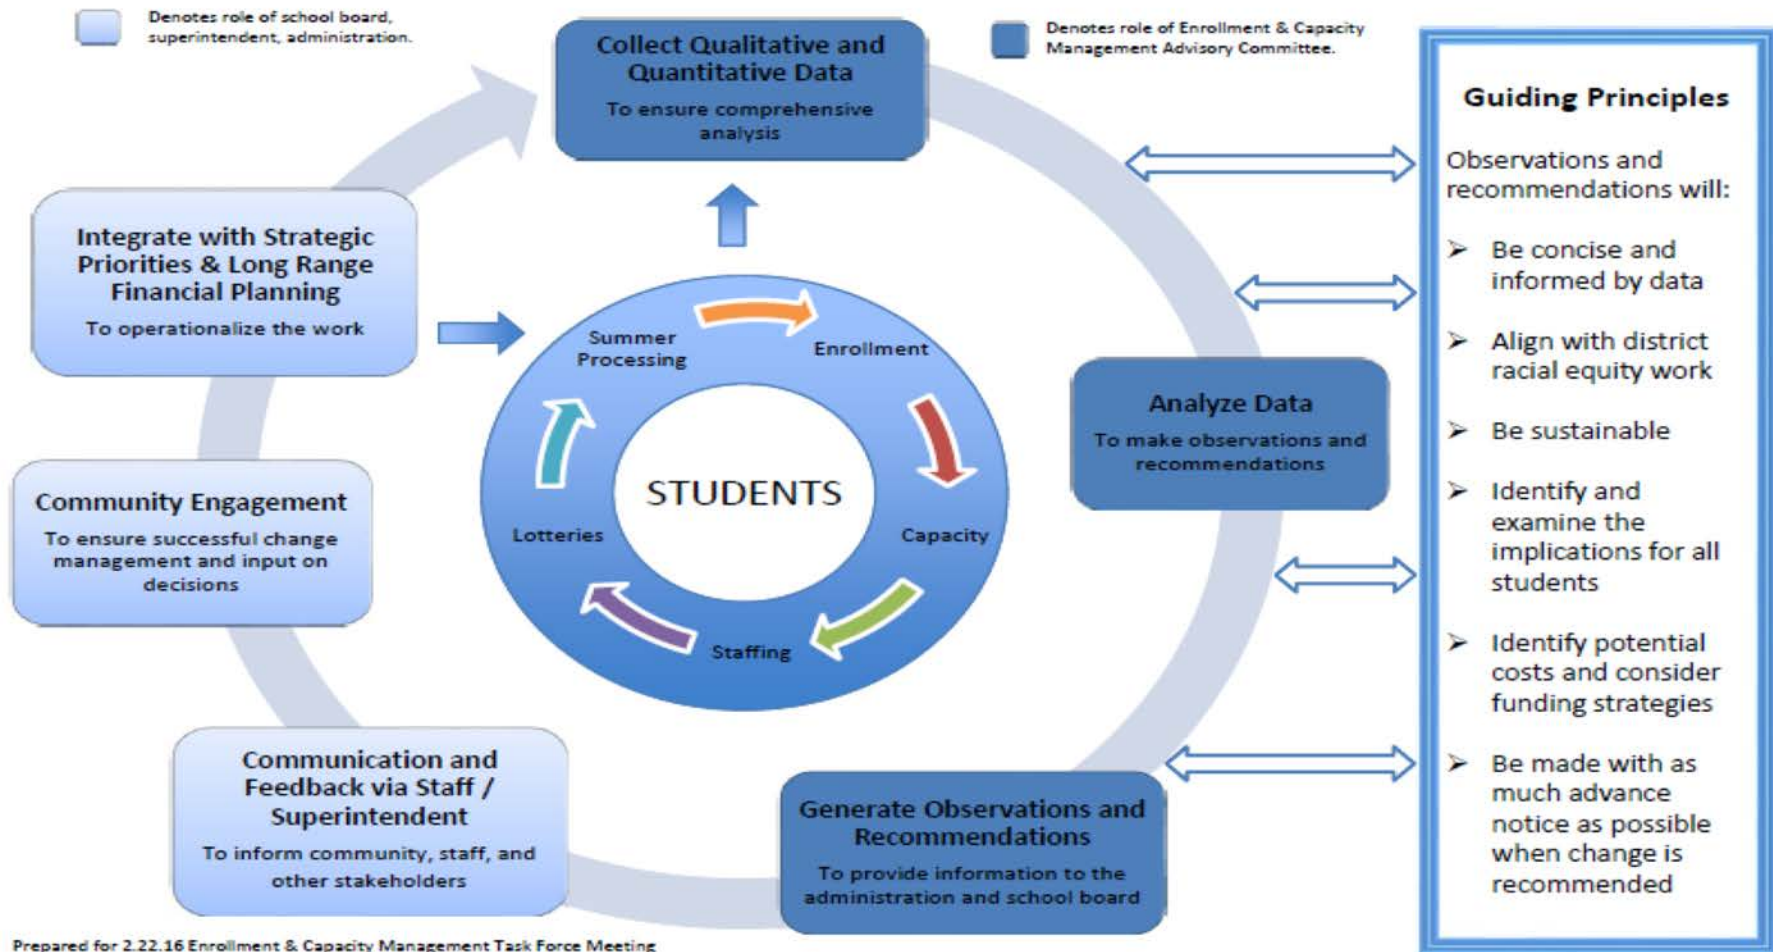 Denotes role of school board,
superintendent, administration.
Collect Qualitative and
Quantitative Data
To ensure comprehensive
analysis
Denotes role of Enrollment & Capacity
Management Advisory Committee.
Integrate with Strategic
Priorities & Long Range
Financial Planning
To operationalize the work
Summer
Processing
Enrollment
Capacity
Staffing
Lotteries
STUDENTS
Analyze Data
To make observations and
recommendations
Community Engagement
To ensure successful change
management and input on
decisions
Communication and
Feedback via Staff /
Superintendent
To inform community, staff, and
other stakeholders
Generate Observations and
Recommendations
To provide information to the
administration and school board
Guiding Principles
Observations and
recommendations will:
➢ Be concise and
informed by data
➢ Align with district
racial equity work
➢ Be sustainable
➢ Identify and
examine the
implications for all
students
➢ Identify potential
costs and consider
funding strategies
➢ Be made with as
much advance
notice as possible
when change is
recommended
Prepared for 2.22.16 Enrollment & Capacity Management Task Force Meeting